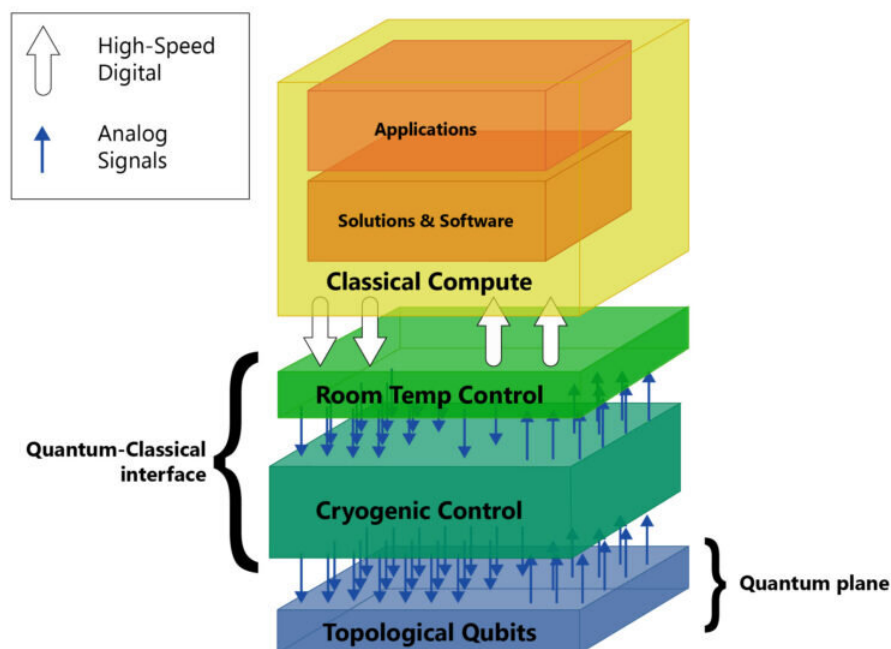 High-Speed
Digital
Analog
Signals
Applications
Solutions & Software
Classical Compute
Room Temp Control
Quantum-Classical
interface
Cryogenic Control
Quantum plane
Topological Qubits